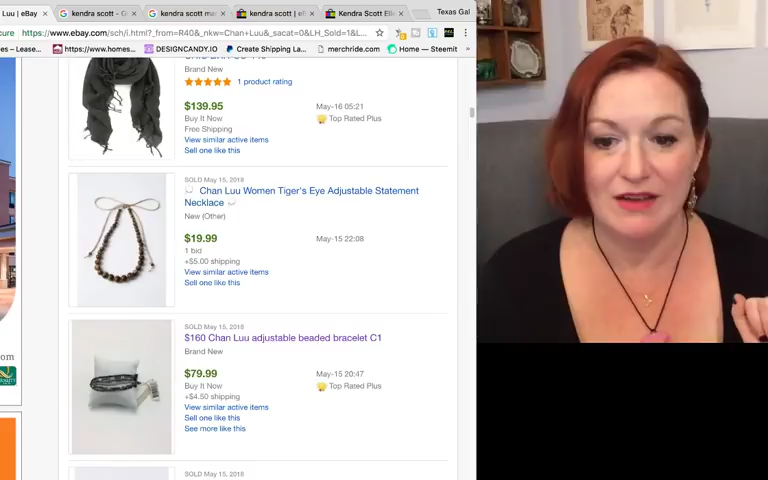 Luu | eBay
kendra scott - G
kendra scott ma
kendra scott | eB
Kendra Scott Elli
Texas Gal
cure
https://www.ebay.com/sch/i.html?_from=R40&_nkw=Chan+Luu&_sacat=0&LH_Sold=1&L...
es – Lease...
https://www.homes...
DESIGNCANDY.IO
Create Shipping La...
merchride.com
Home — Steemit
»
Brand New
1 product rating
$139.95
May-16 05:21
Buy It Now
Top Rated Plus
Free Shipping
View similar active items
Sell one like this
SOLD May 15, 2018
Chan Luu Women Tiger's Eye Adjustable Statement
Necklace
New (Other)
$19.99
May-15 22:08
1 bid
+$5.00 shipping
View similar active items
Sell one like this
SOLD May 15, 2018
$160 Chan Luu adjustable beaded bracelet C1
Brand New
$79.99
May-15 20:47
Buy It Now
Top Rated Plus
+$4.50 shipping
View similar active items
Sell one like this
See more like this
SOLD May 15, 2018
com